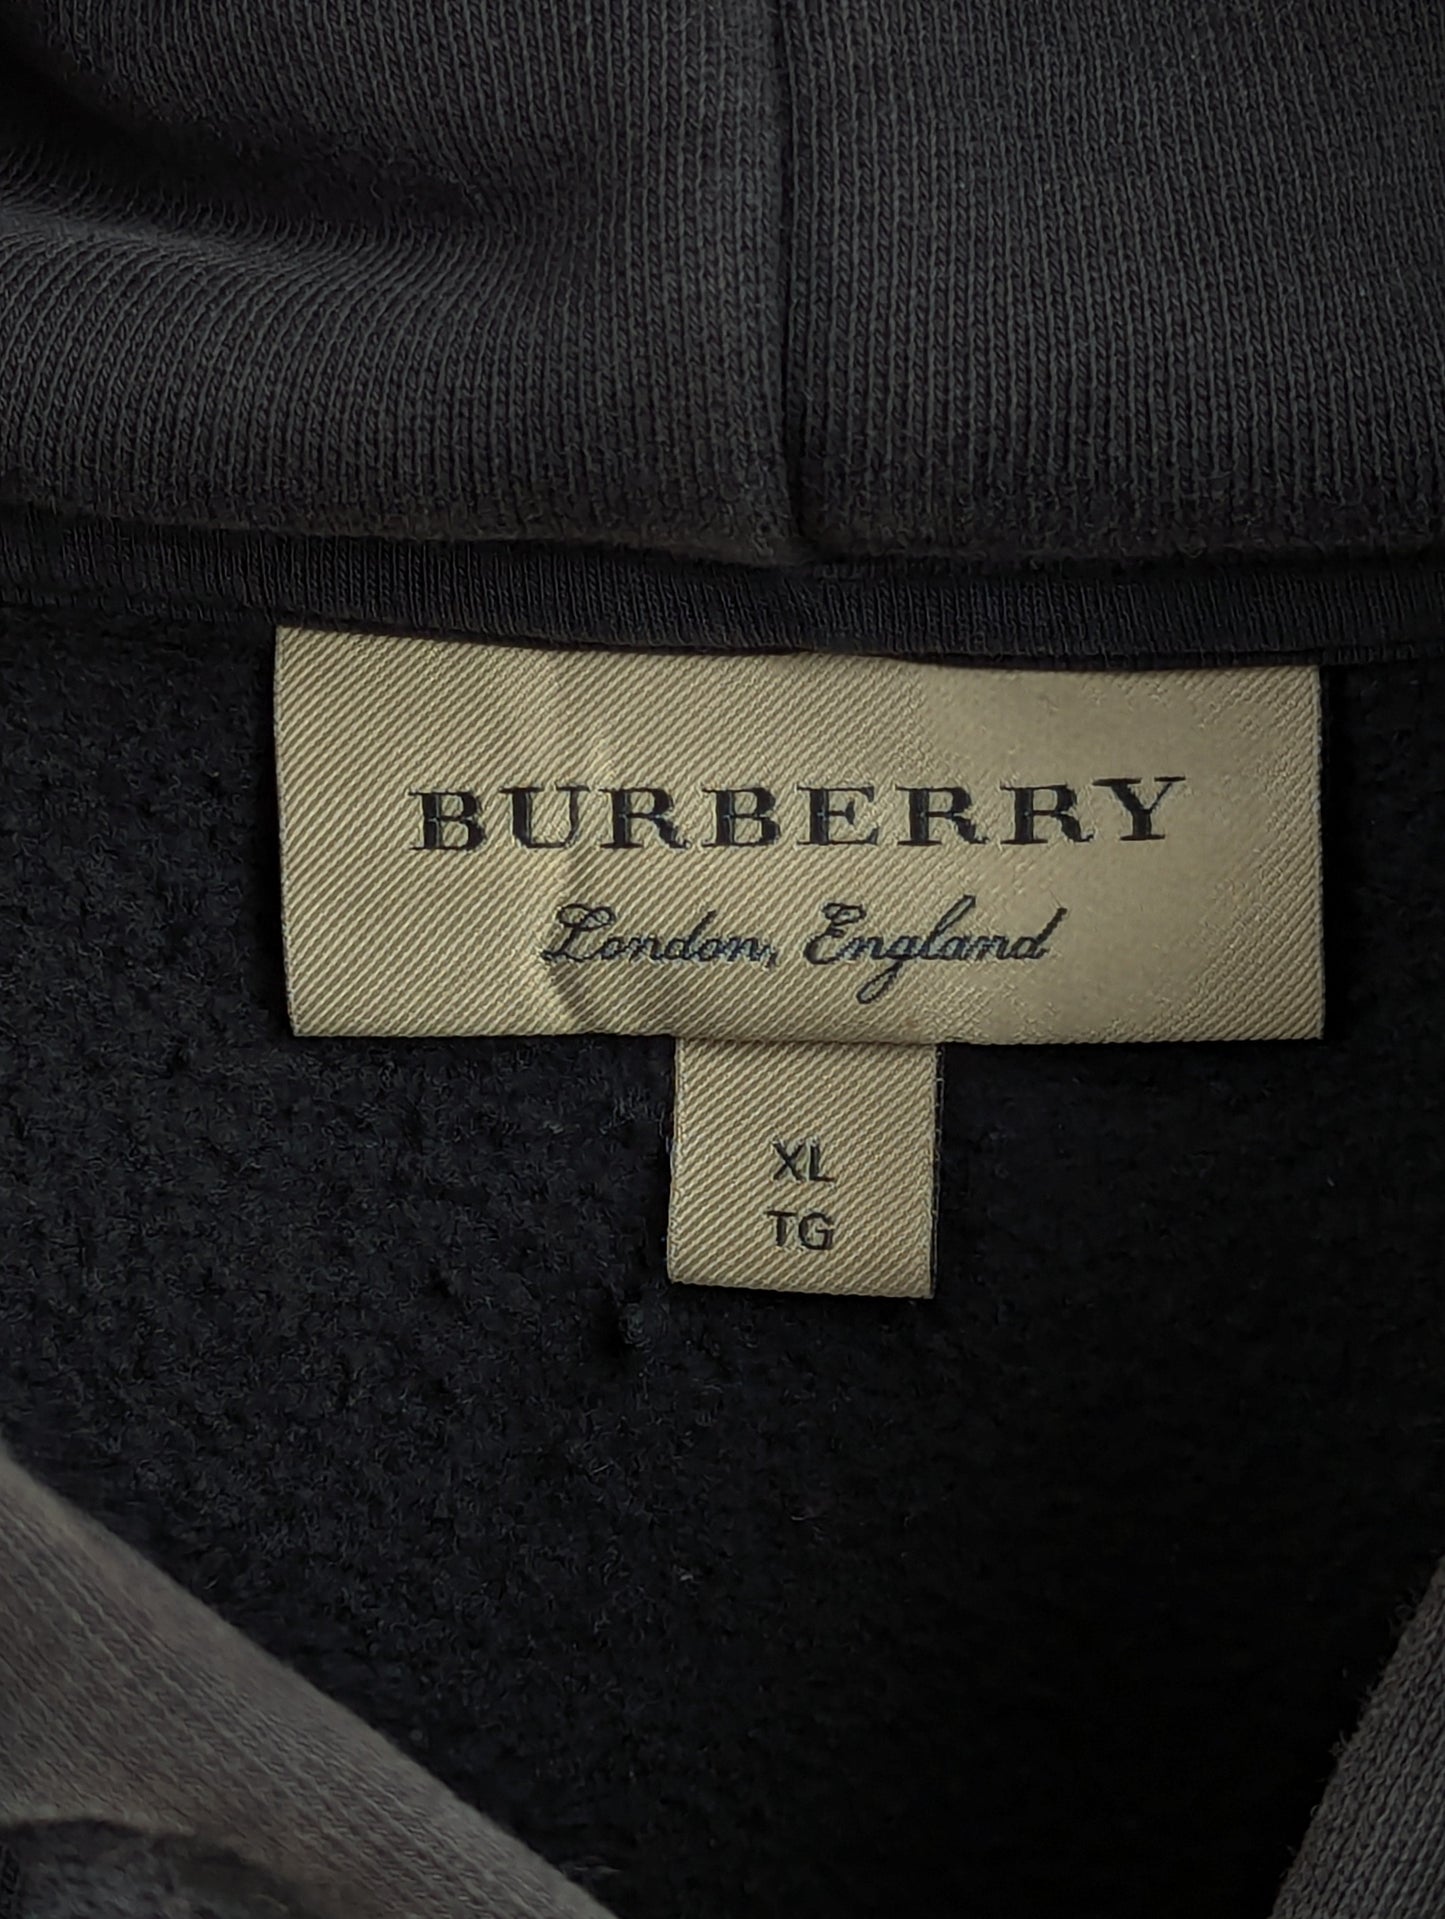 BURBERRY
London, England
XL
TG